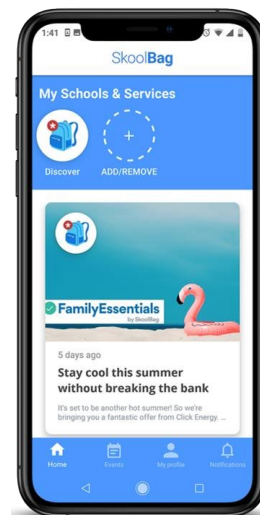 1:41
SkoolBag
My Schools & Services
Discover
ADD/REMOVE
FamilyEssentials
by SkoolBag
5 days ago
Stay cool this summer
without breaking the bank
It's set to be another hot summer! So we're
bringing you a fantastic offer from Click Energy. ...
Home
Events
My profile
Notifications